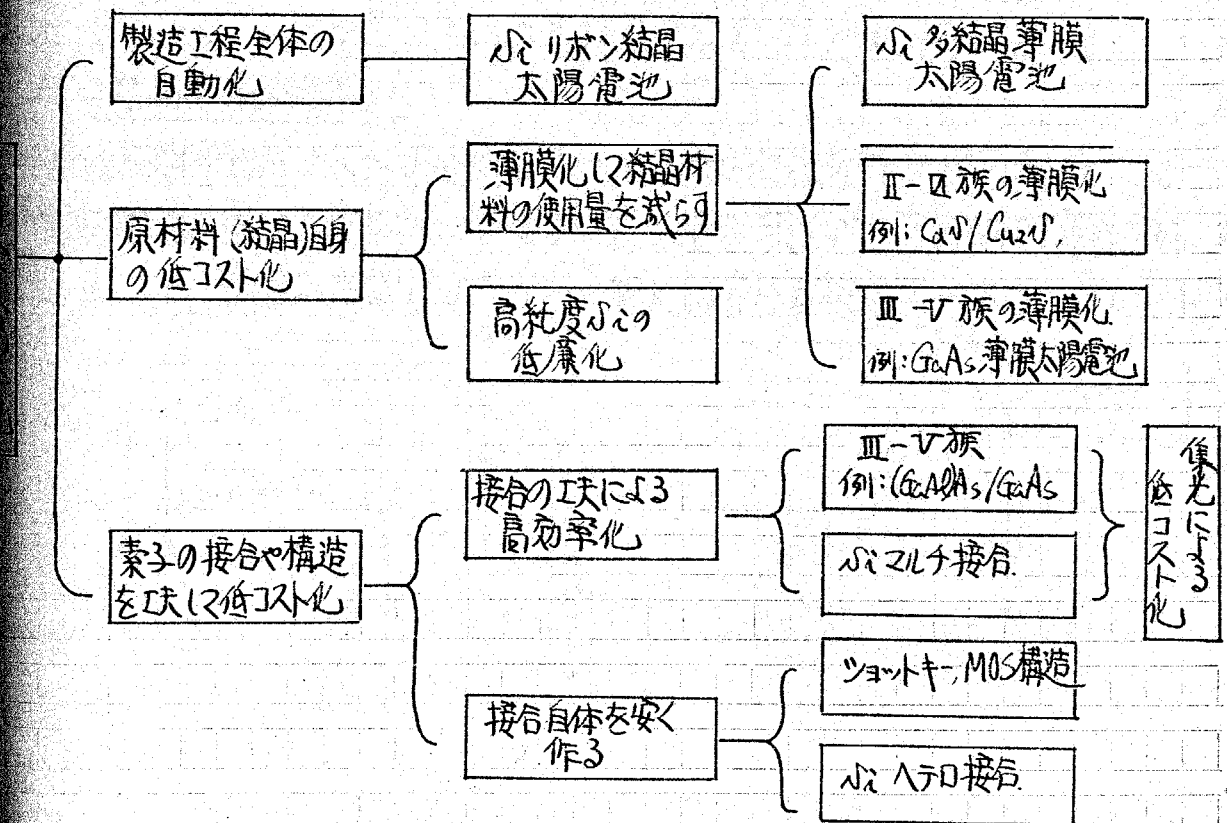 製造工程全体の
自動化
Si リボン結晶
太陽電池
Si 多結晶薄膜
太陽電池
原材料(結晶)自身
の低コスト化
薄膜化して結晶材
料の使用量を減らす
II-VI族の薄膜化
例: CdS/Cu2S,
高純度Siの
低廉化
III-V族の薄膜化
例:GaAs薄膜太陽電池
素子の接合や構造
を工夫して低コスト化
接合の工夫による
高効率化
III-V族
例:(GaAl)As/GaAs
Si マルチ接合.
集光による
低コスト化
接合自体を安く
作る
ショットキー,MOS構造
Si ヘテロ接合.